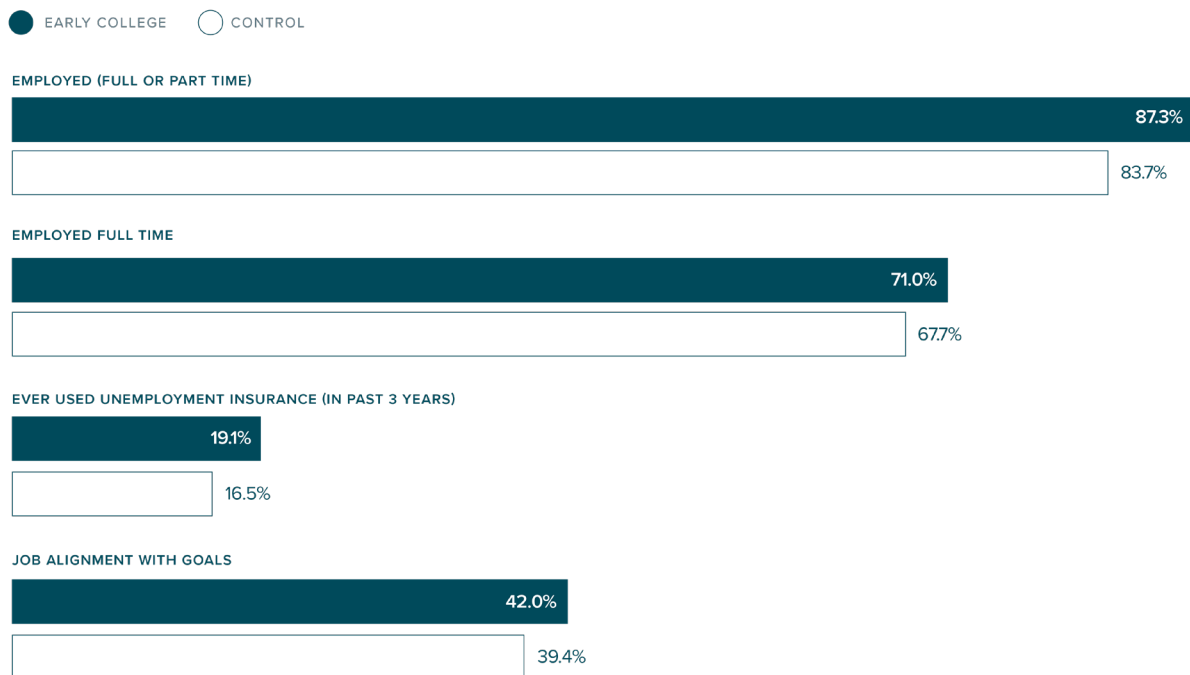 EARLY COLLEGE CONTROL
EMPLOYED (FULL OR PART TIME)
87.3%
83.7%
EMPLOYED FULL TIME
71.0%
67.7%
EVER USED UNEMPLOYMENT INSURANCE (IN PAST 3 YEARS)
19.1%
16.5%
JOB ALIGNMENT WITH GOALS
42.0%
39.4%